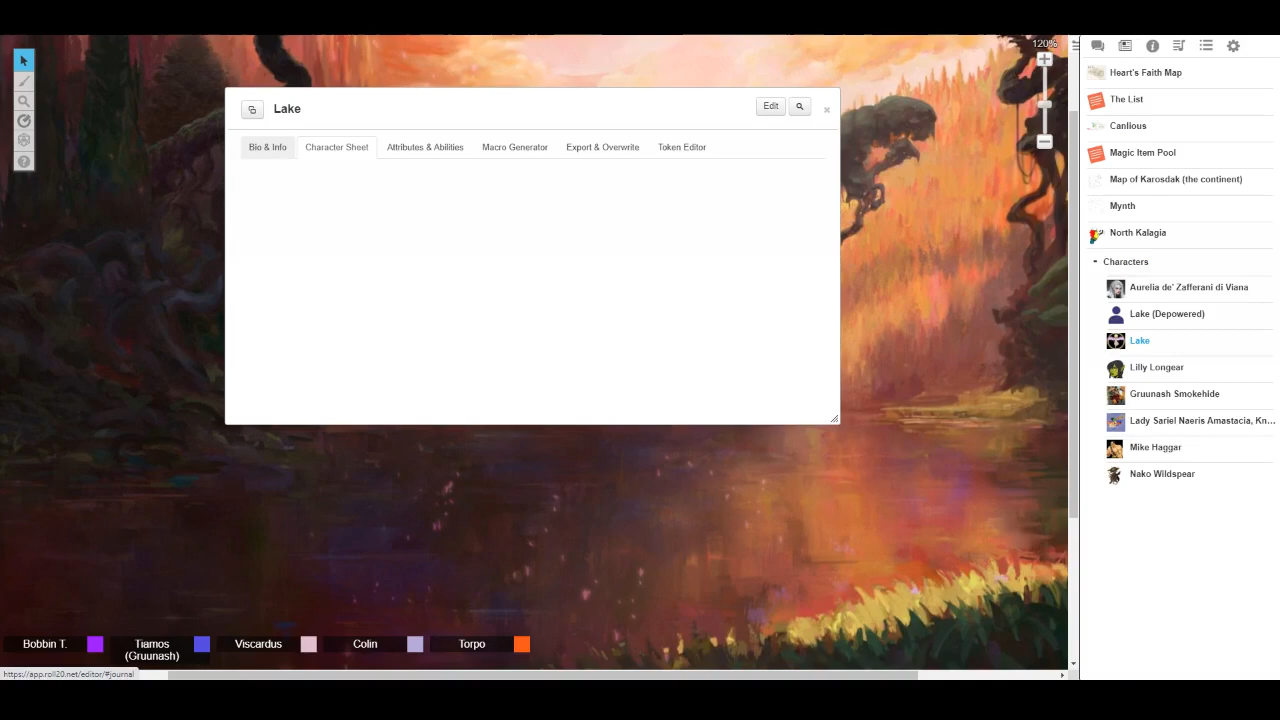 120%
Lake
Edit
Bio & Info
Character Sheet
Attributes & Abilities
Macro Generator
Export & Overwrite
Token Editor
Heart's Faith Map
The List
Canlious
Magic Item Pool
Map of Karosdak (the continent)
Mynth
North Kalagia
Characters
Aurelia de' Zafferani di Viana
Lake (Depowered)
Lake
Lilly Longear
Gruunash Smokehide
Lady Sariel Naeris Amastacia, Kn...
Mike Haggar
Nako Wildspear
Bobbin T.
Tiamos
(Gruunash)
Viscardus
Colin
Torpo
https://app.roll20.net/editor/#journal